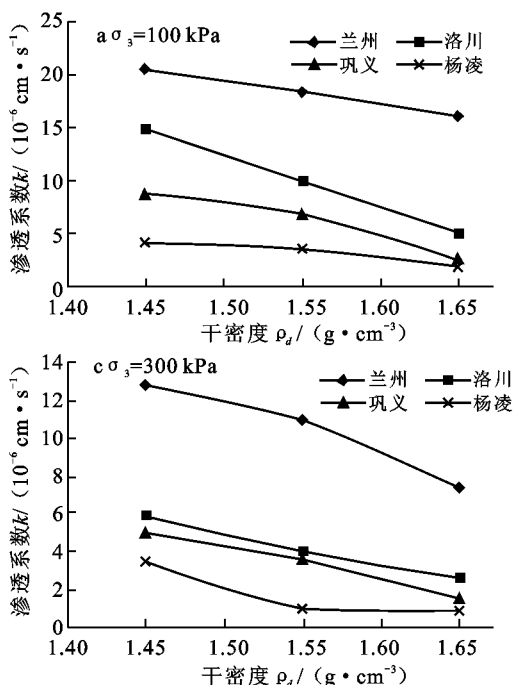 a σ₃=100 kPa
兰州 洛川
巩义 杨凌
渗透系数k/（10⁻⁶ cm·s⁻¹）
25
20
15
10
5
0
1.40 1.45 1.50 1.55 1.60 1.65
干密度 ρd /（g·cm⁻³）
c σ₃=300 kPa
兰州 洛川
巩义 杨凌
渗透系数k/（10⁻⁶ cm·s⁻¹）
14
12
10
8
6
4
2
0
1.40 1.45 1.50 1.55 1.60 1.65
干密度 ρd /（g·cm⁻³）